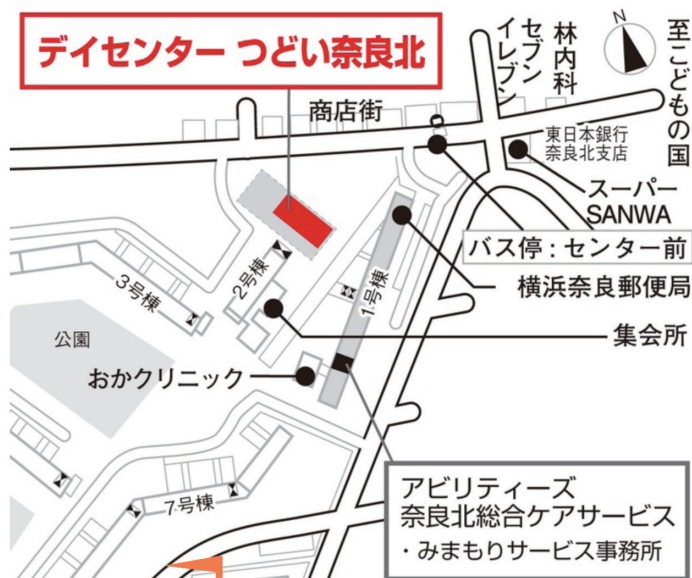 デイセンター つどい奈良北
N
至こどもの国
林内科
セブン
イレブン
商店街
東日本銀行
奈良北支店
スーパー
SANWA
バス停:センター前
横浜奈良郵便局
集会所
2号棟
1号棟
3号棟
公園
おかクリニック
7号棟
アビリティーズ
奈良北総合ケアサービス
・みまもりサービス事務所